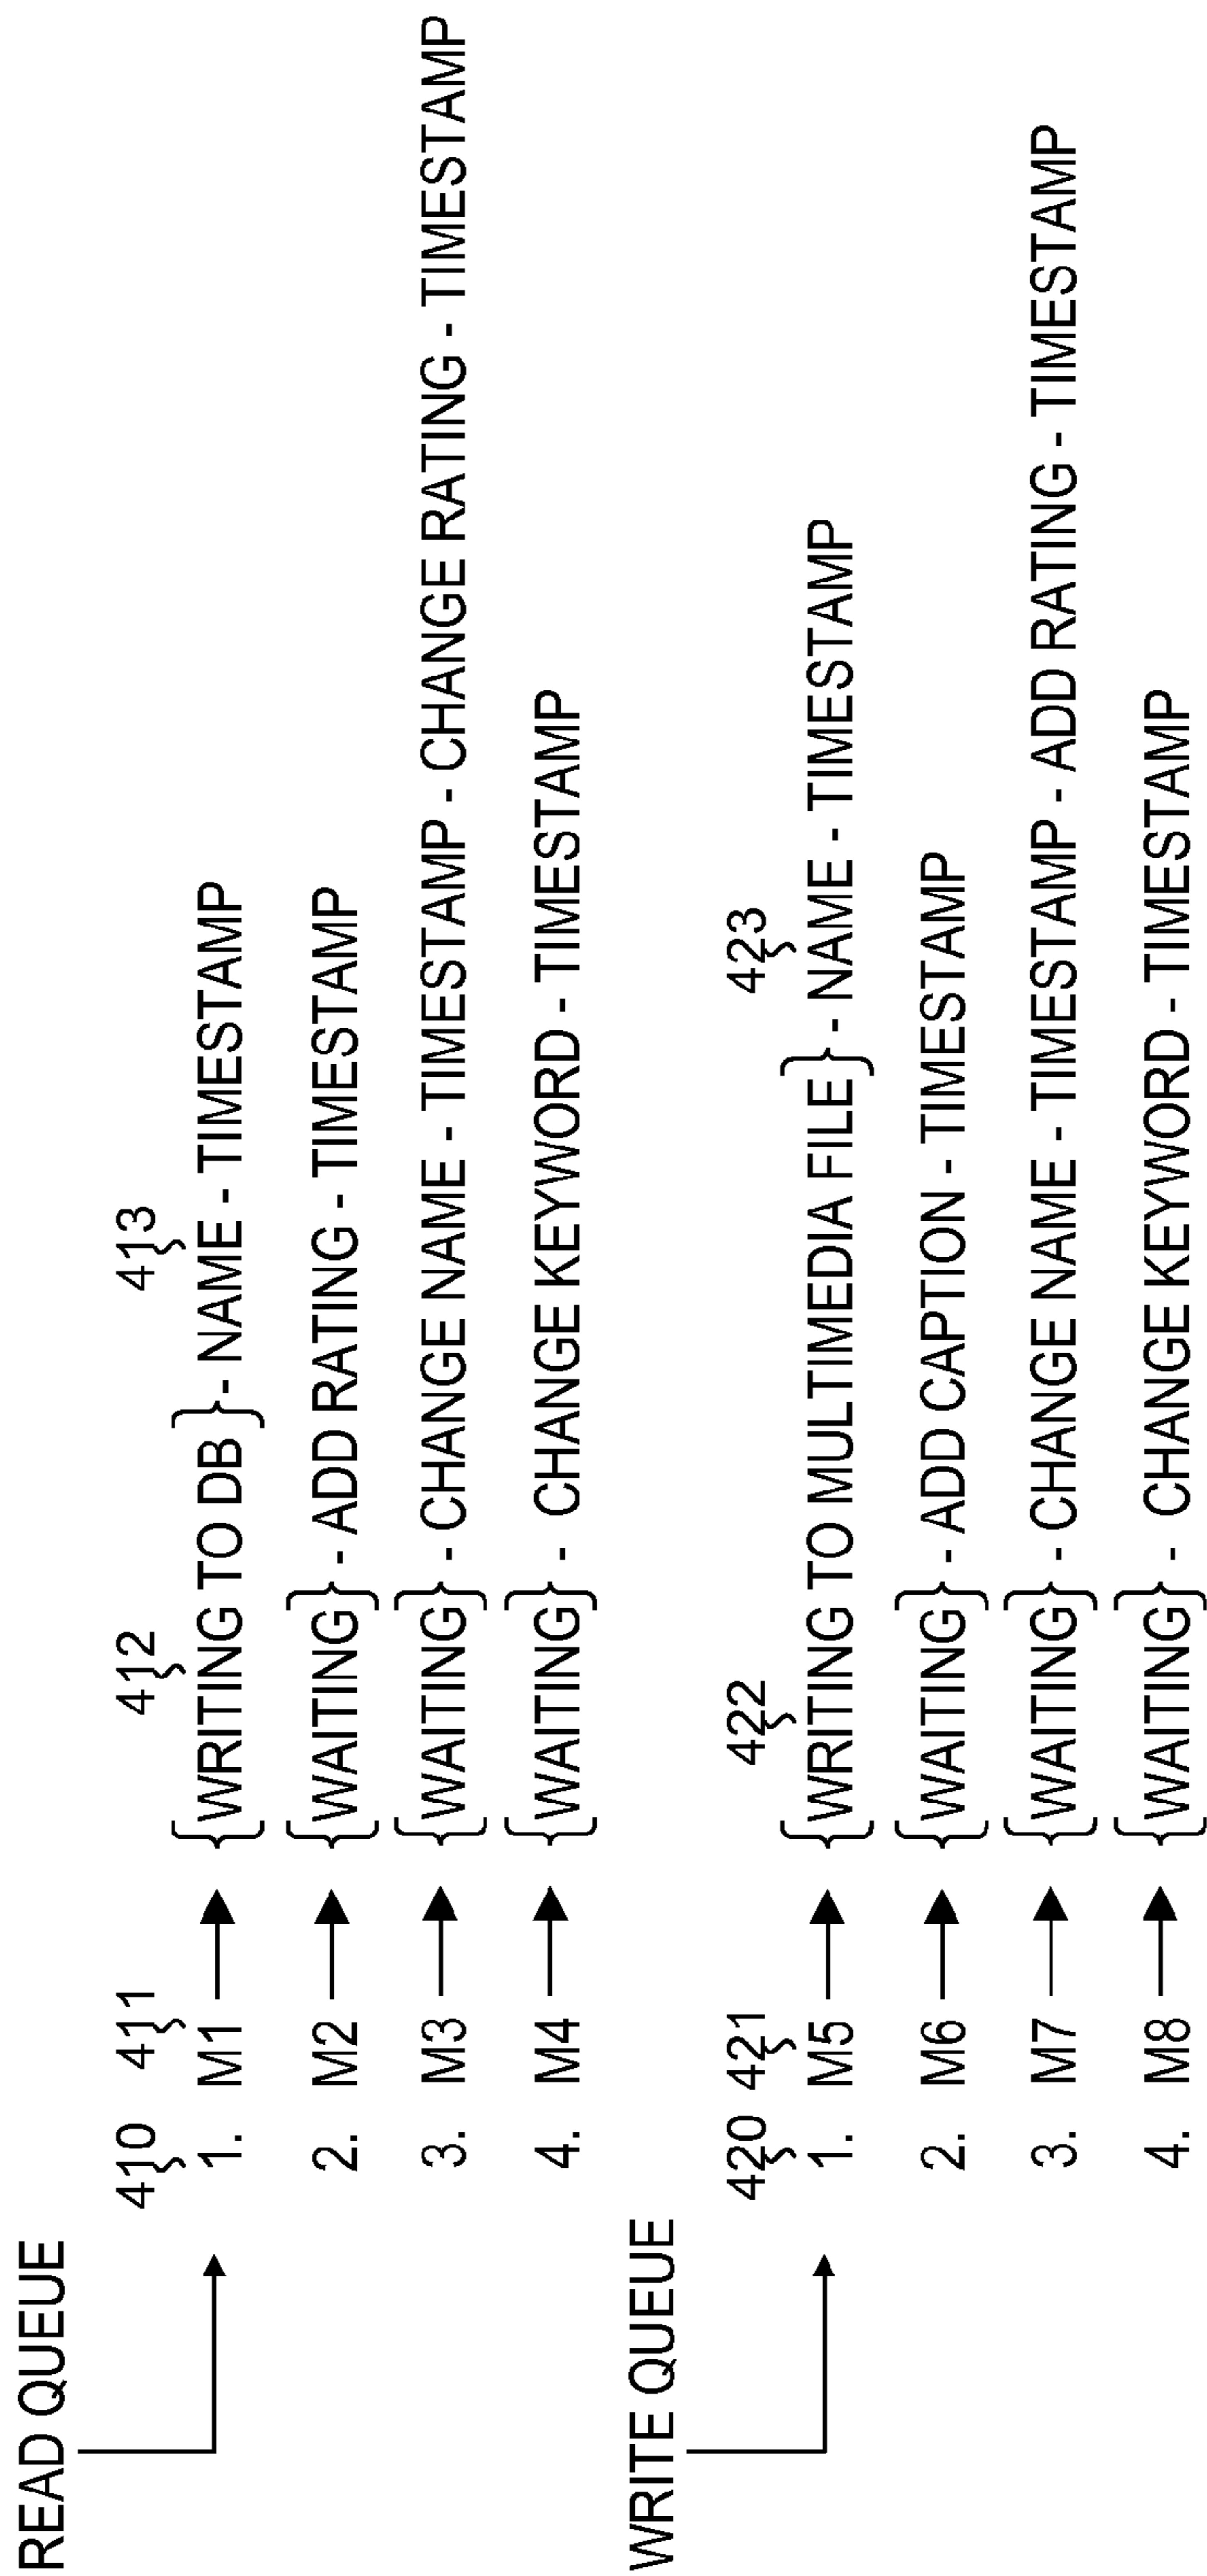 READ QUEUE
410 411 412 413
1. M1 {WRITING TO DB} - NAME - TIMESTAMP
2. M2 {WAITING} - ADD RATING - TIMESTAMP
3. M3 {WAITING} - CHANGE NAME - TIMESTAMP - CHANGE RATING - TIMESTAMP
4. M4 {WAITING} - CHANGE KEYWORD - TIMESTAMP
WRITE QUEUE
420 421 422 423
1. M5 {WRITING TO MULTIMEDIA FILE} - NAME - TIMESTAMP
2. M6 {WAITING} - ADD CAPTION - TIMESTAMP
3. M7 {WAITING} - CHANGE NAME - TIMESTAMP - ADD RATING - TIMESTAMP
4. M8 {WAITING} - CHANGE KEYWORD - TIMESTAMP